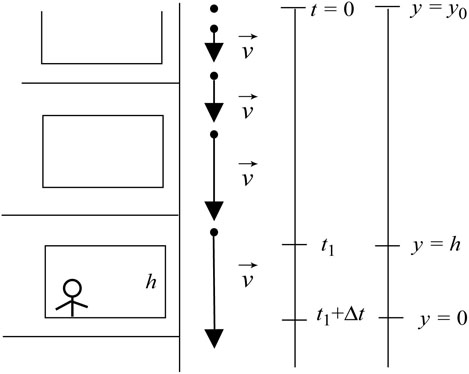 t = 0
y = y₀
v⃗
v⃗
v⃗
t₁
y = h
h
v⃗
t₁+Δt
y = 0